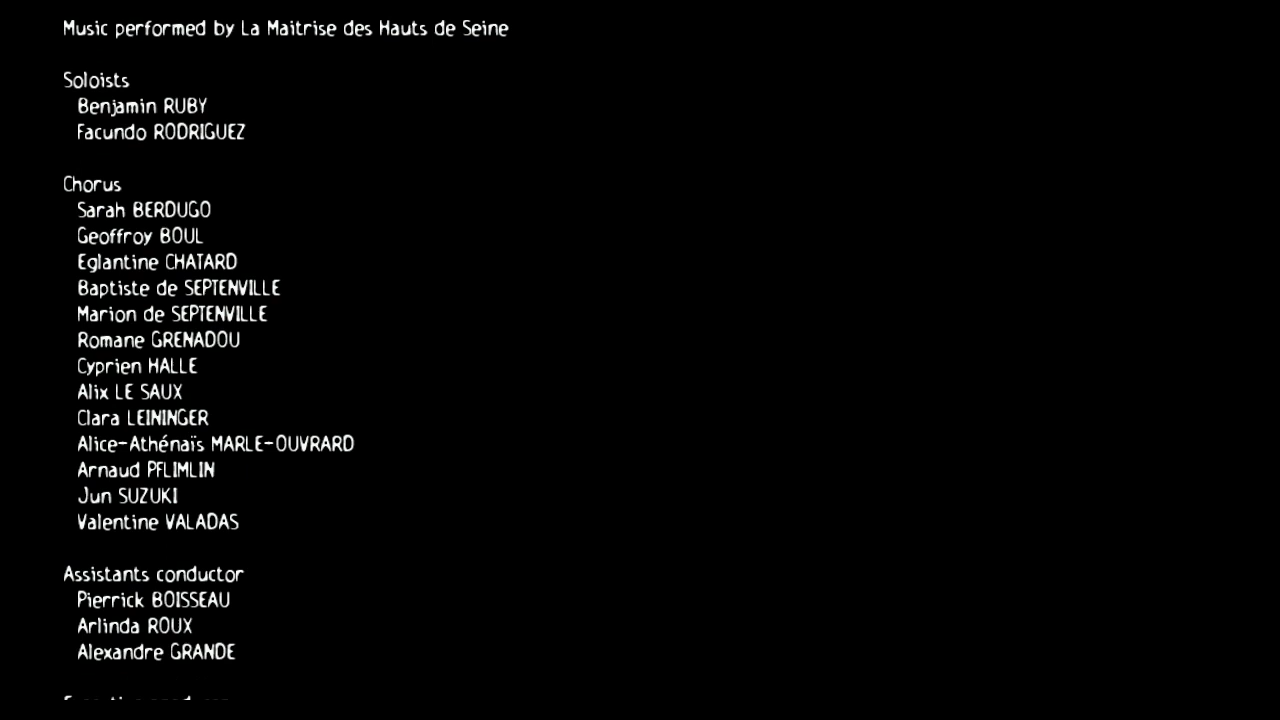 Music performed by La Maitrise des Hauts de Seine
Soloists
Benjamin RUBY
Facundo RODRIGUEZ
Chorus
Sarah BERDUGO
Geoffroy BOUL
Eglantine CHATARD
Baptiste de SEPTENVILLE
Marion de SEPTENVILLE
Romane GRENADOU
Cyprien HALLE
Alix LE SAUX
Clara LEININGER
Alice-Athénaïs MARLE-OUVRARD
Arnaud PFLIMLIN
Jun SUZUKI
Valentine VALADAS
Assistants conductor
Pierrick BOISSEAU
Arlinda ROUX
Alexandre GRANDE